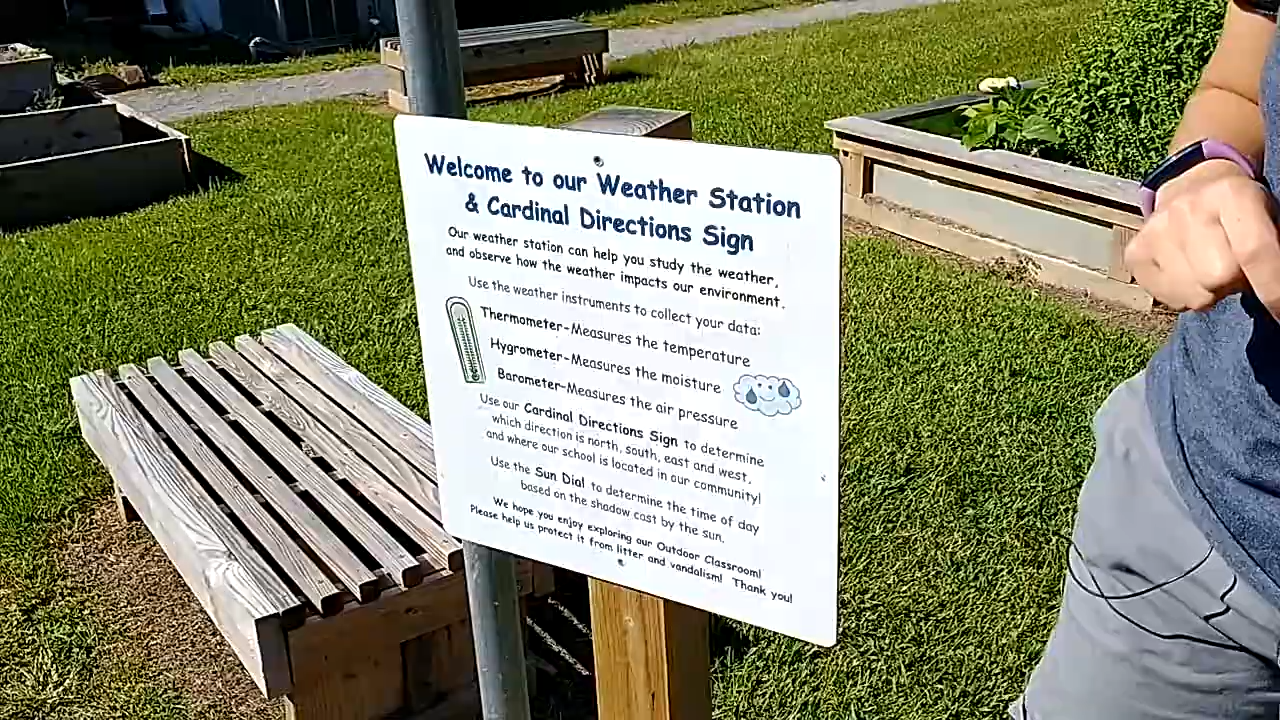 Welcome to our Weather Station
& Cardinal Directions Sign
Our weather station can help you study the weather,
and observe how the weather impacts our environment.
Use the weather instruments to collect your data:
Thermometer-Measures the temperature
Hygrometer-Measures the moisture
Barometer-Measures the air pressure
Use our Cardinal Directions Sign to determine
which direction is north, south, east and west,
and where our school is located in our community!
Use the Sun Dial to determine the time of day
based on the shadow cast by the sun.
We hope you enjoy exploring our Outdoor Classroom!
Please help us protect it from litter and vandalism! Thank you!